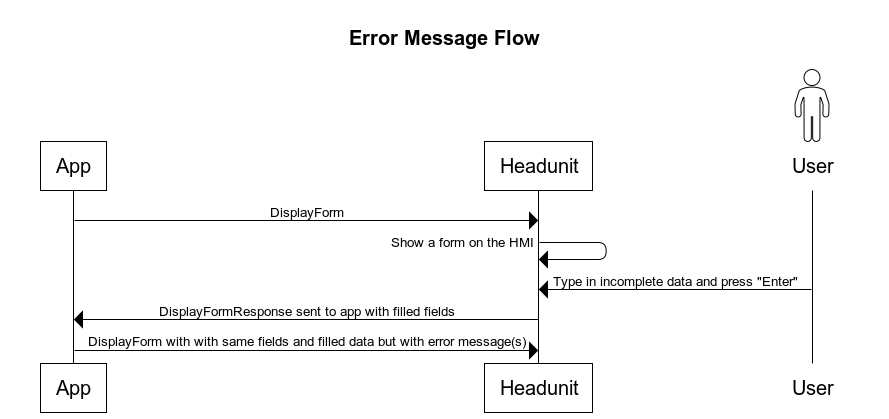 Error Message Flow
App
Headunit
User
DisplayForm
Show a form on the HMI
Type in incomplete data and press "Enter"
DisplayFormResponse sent to app with filled fields
DisplayForm with with same fields and filled data but with error message(s)
App
Headunit
User